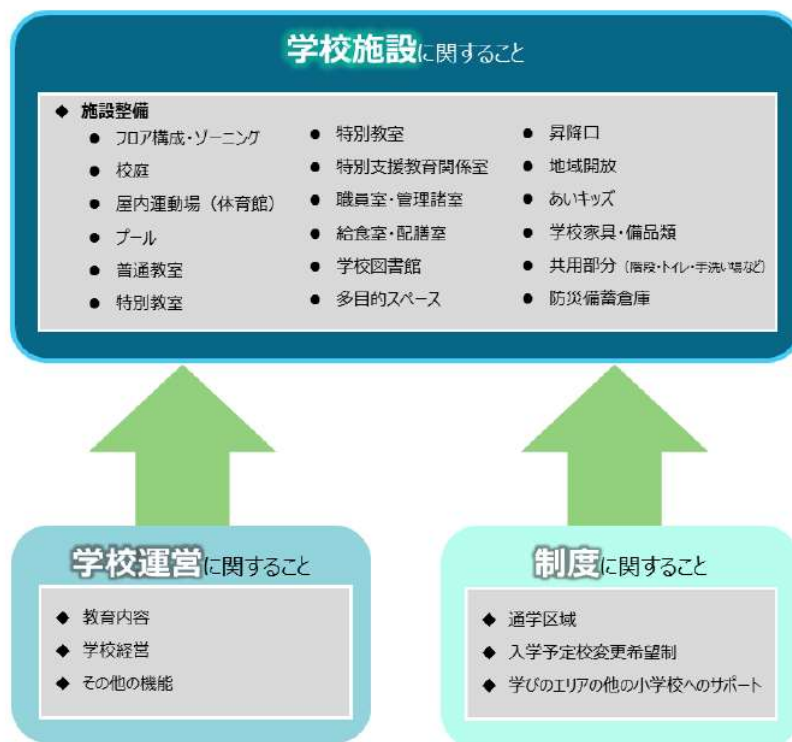 学校施設に関すること
◆ 施設整備
● フロア構成・ゾーニング
● 校庭
● 屋内運動場（体育館）
● プール
● 普通教室
● 特別教室
● 特別教室
● 特別支援教育関係室
● 職員室・管理諸室
● 給食室・配膳室
● 学校図書館
● 多目的スペース
● 昇降口
● 地域開放
● あいキッズ
● 学校家具・備品類
● 共用部分（階段・トイレ・手洗い場など）
● 防災備蓄倉庫
学校運営に関すること
◆ 教育内容
◆ 学校経営
◆ その他の機能
制度に関すること
◆ 通学区域
◆ 入学予定校変更希望制
◆ 学びのエリアの他の小学校へのサポート